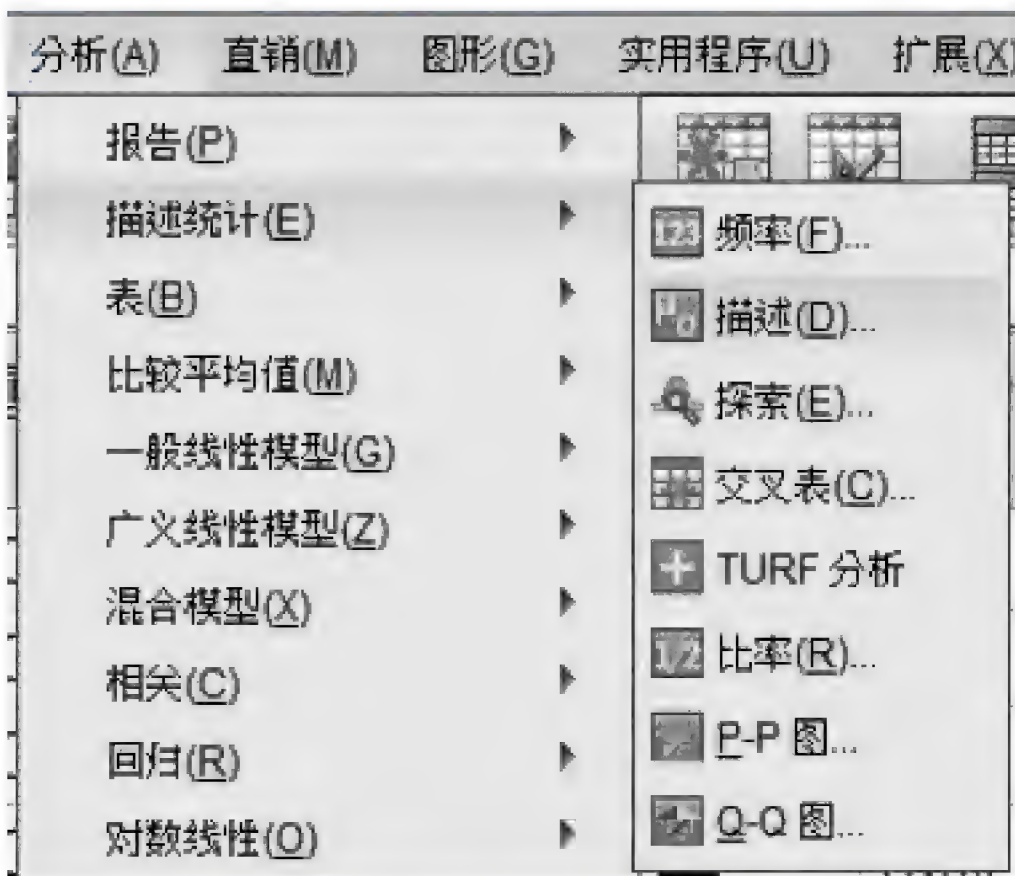 分析(A) 直销(M) 图形(G) 实用程序(U) 扩展(X)
报告(P)
描述统计(E)
表(B)
比较平均值(M)
一般线性模型(G)
广义线性模型(Z)
混合模型(X)
相关(C)
回归(R)
对数线性(O)
频率(F)...
描述(D)...
探索(E)...
交叉表(C)...
TURF 分析
比率(R)...
P-P 图...
Q-Q 图...